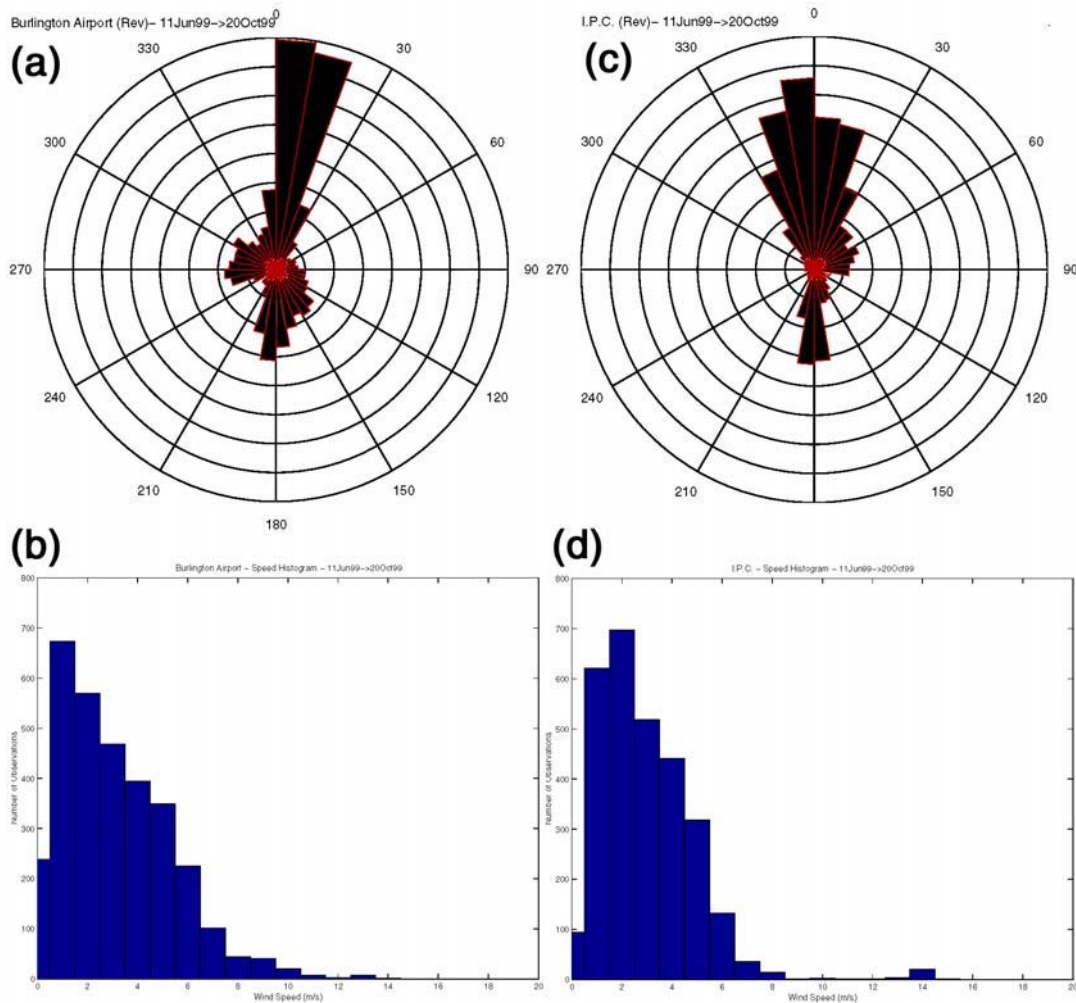 Burlington Airport (Rev)- 11Jun99->20Oct99
(a)
0
30
60
90
120
150
180
210
240
270
300
330
I.P.C. (Rev)- 11Jun99->20Oct99
(c)
0
30
60
90
120
150
210
240
270
300
330
(b)
Burlington Airport - Speed Histogram - 11Jun99->20Oct99
800
700
600
500
400
300
200
100
0
Number of Observations
0 2 4 6 8 10 12 14 16 18 20
Wind Speed (m/s)
(d)
I.P.C. - Speed Histogram - 11Jun99->20Oct99
800
700
600
500
400
300
200
100
0
Number of Observations
0 2 4 6 8 10 12 14 16 18 20
Wind Speed (m/s)